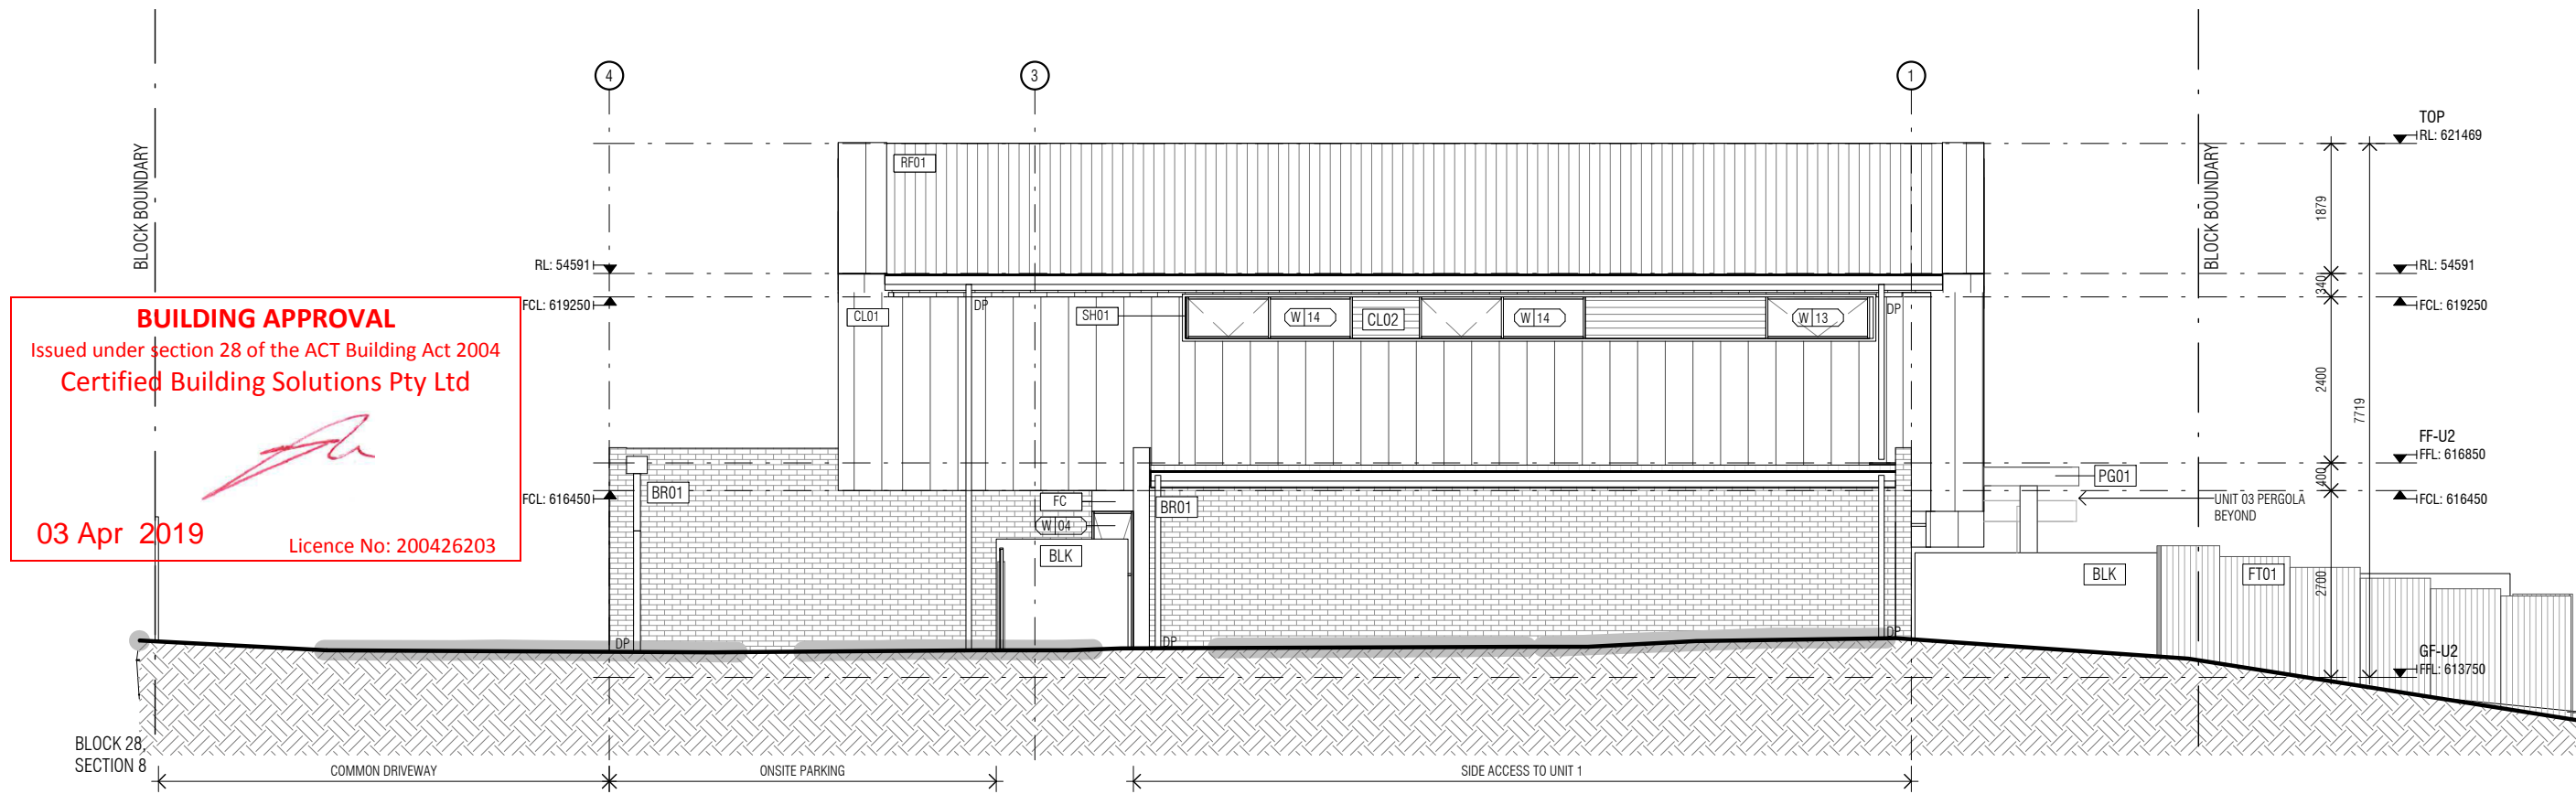 4
3
1
BLOCK BOUNDARY
BLOCK BOUNDARY
TOP
RL: 621469
RF01
1879
RL: 54591
RL: 54591
340
FCL: 619250
FCL: 619250
CL01
DP
SH01
W 14
CL02
W 14
W 13
DP
BUILDING APPROVAL
Issued under section 28 of the ACT Building Act 2004
Certified Building Solutions Pty Ltd
03 Apr 2019
Licence No: 200426203
2400
7719
FF-U2
FFL: 616850
400
FCL: 616450
FCL: 616450
BR01
FC
W 04
BLK
BR01
PG01
UNIT 03 PERGOLA
BEYOND
BLK
FT01
2700
DP
DP
DP
GF-U2
FFL: 613750
BLOCK 28,
SECTION 8
COMMON DRIVEWAY
ONSITE PARKING
SIDE ACCESS TO UNIT 1